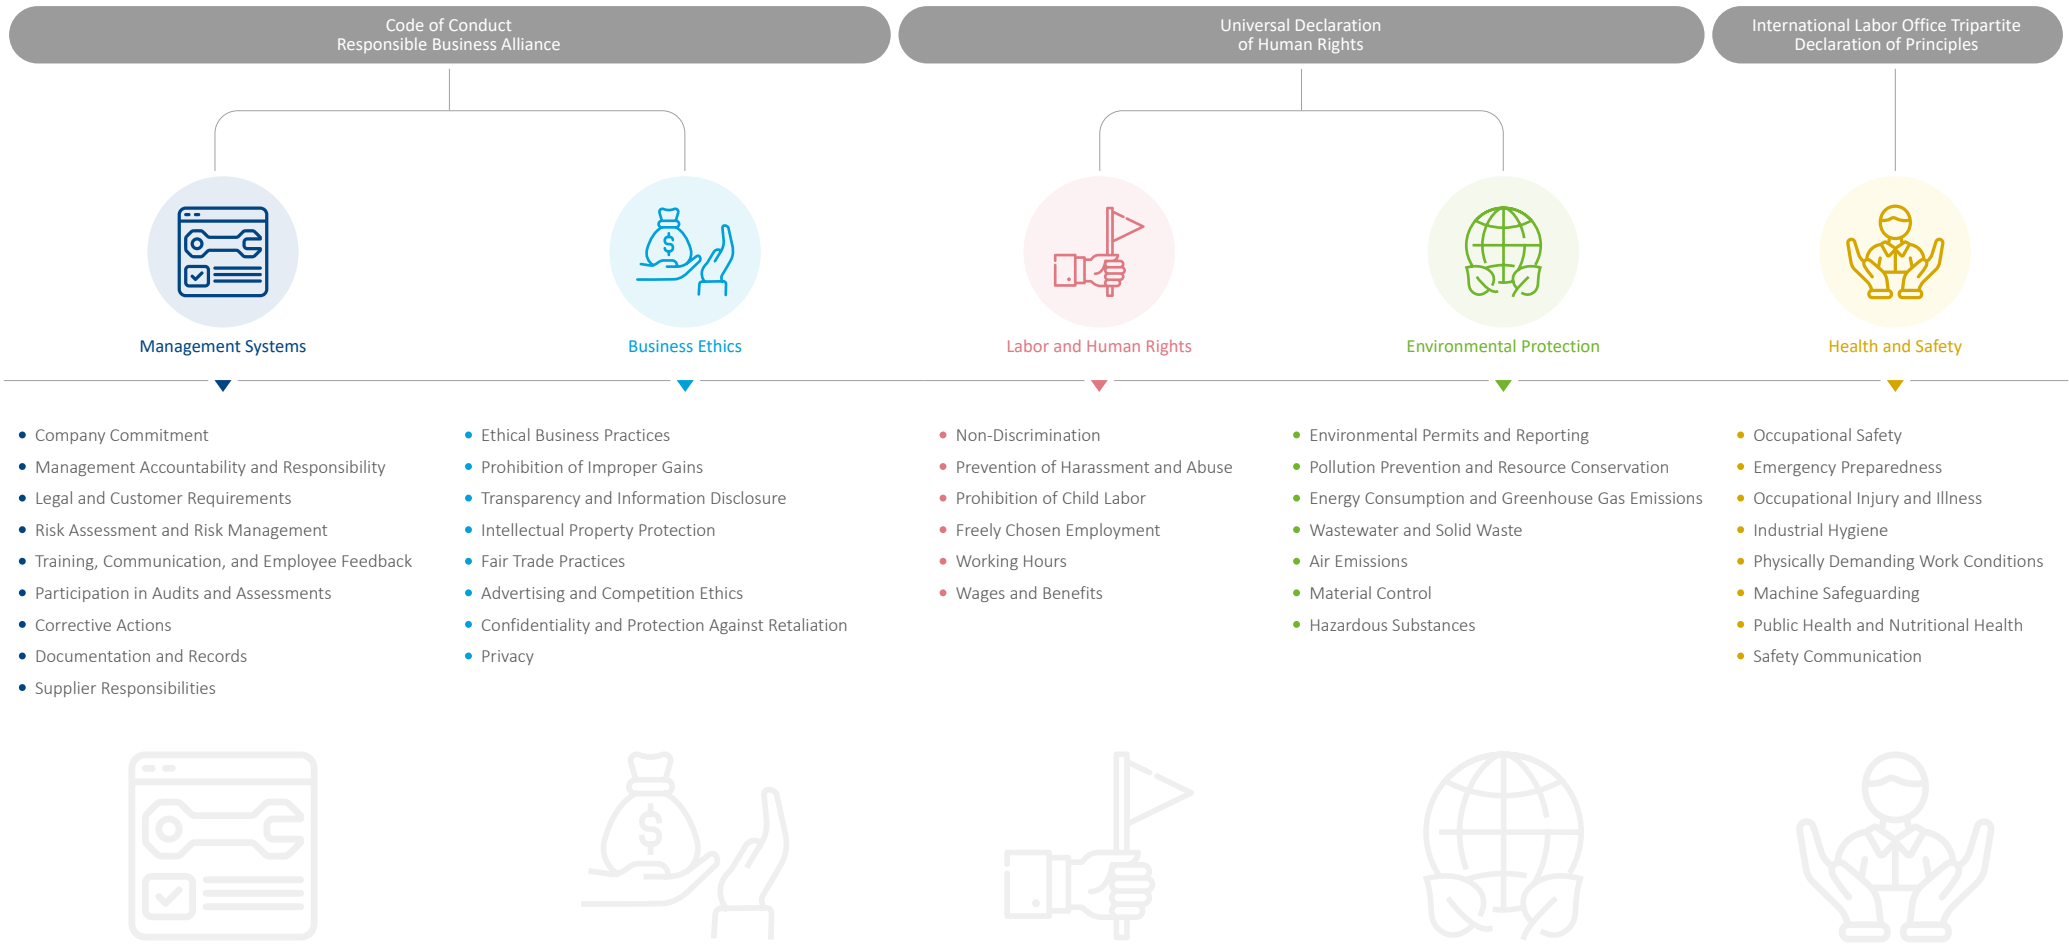 Code of Conduct
Responsible Business Alliance
Universal Declaration
of Human Rights
International Labor Office Tripartite
Declaration of Principles
Management Systems
Business Ethics
Labor and Human Rights
Environmental Protection
Health and Safety
Company Commitment
Management Accountability and Responsibility
Legal and Customer Requirements
Risk Assessment and Risk Management
Training, Communication, and Employee Feedback
Participation in Audits and Assessments
Corrective Actions
Documentation and Records
Supplier Responsibilities
Ethical Business Practices
Prohibition of Improper Gains
Transparency and Information Disclosure
Intellectual Property Protection
Fair Trade Practices
Advertising and Competition Ethics
Confidentiality and Protection Against Retaliation
Privacy
Non-Discrimination
Prevention of Harassment and Abuse
Prohibition of Child Labor
Freely Chosen Employment
Working Hours
Wages and Benefits
Environmental Permits and Reporting
Pollution Prevention and Resource Conservation
Energy Consumption and Greenhouse Gas Emissions
Wastewater and Solid Waste
Air Emissions
Material Control
Hazardous Substances
Occupational Safety
Emergency Preparedness
Occupational Injury and Illness
Industrial Hygiene
Physically Demanding Work Conditions
Machine Safeguarding
Public Health and Nutritional Health
Safety Communication